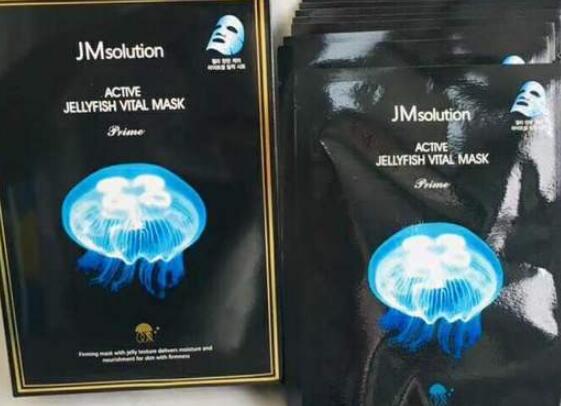 JMsolution
ACTIVE
JELLYFISH VITAL MASK
Prime
Firming mask with jelly texture delivers moisture and
nourishment for skin with firmness
JMsolution
ACTIVE
JELLYFISH VITAL MASK
Prime